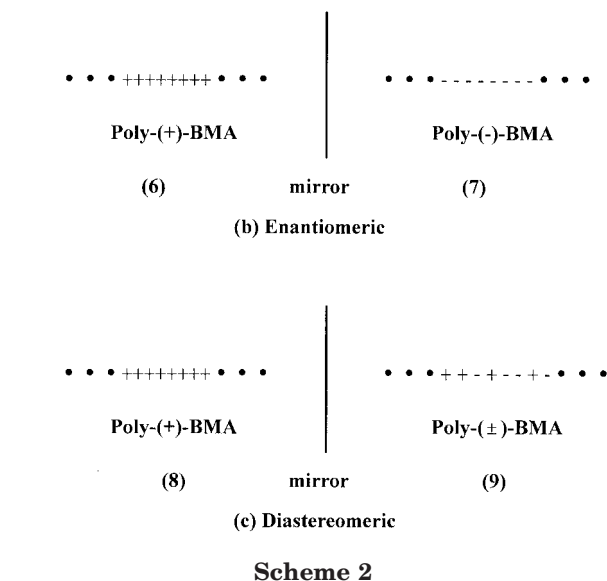 • • • ++++++++ • • • • • • - - - - - - - - • • •
Poly-(+)-BMA Poly-(-)-BMA
(6) mirror (7)
(b) Enantiomeric
• • • ++++++++ • • • • • • + + - + - - + - • • •
Poly-(+)-BMA Poly-(±)-BMA
(8) mirror (9)
(c) Diastereomeric
Scheme 2